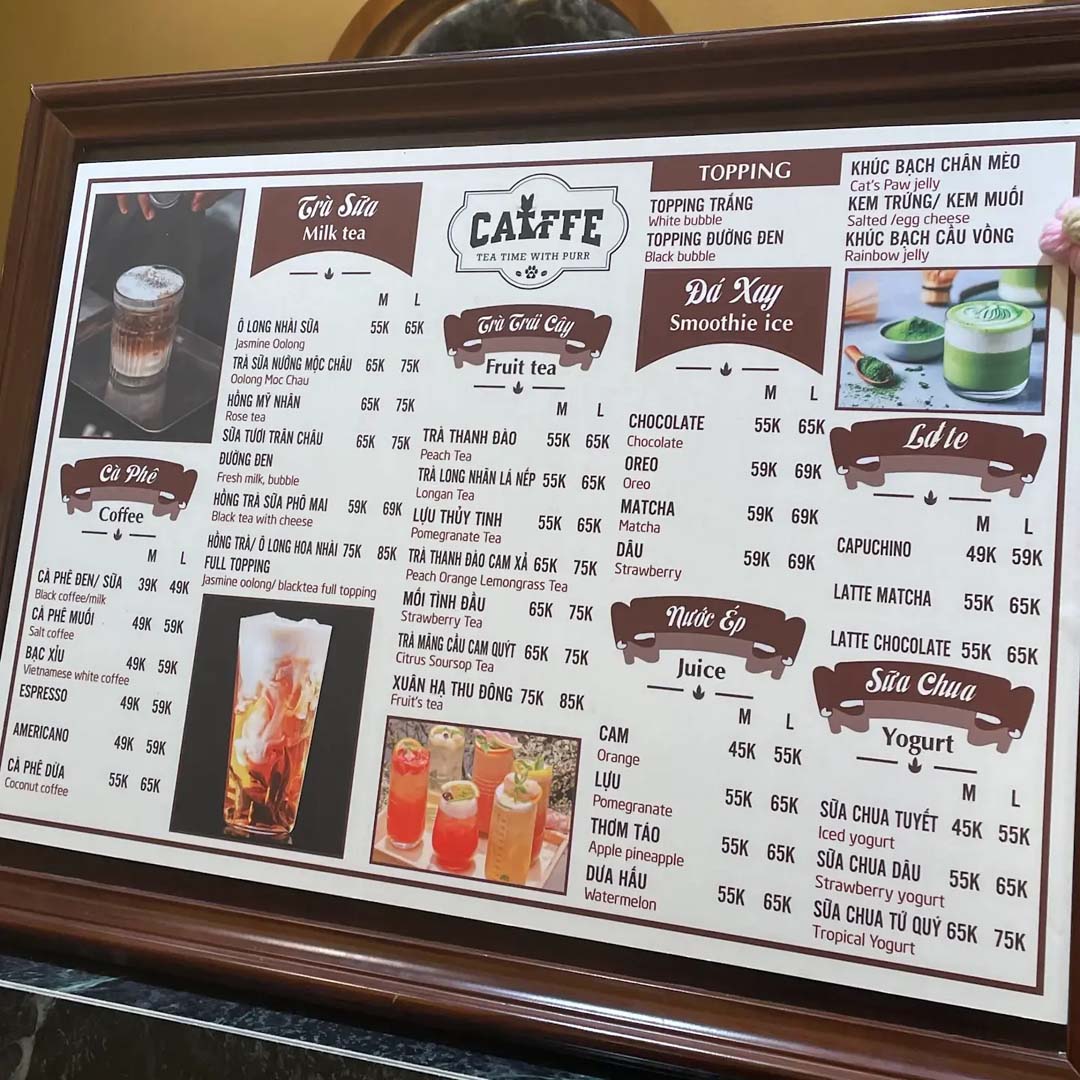 Trà Sữa
Milk tea
M L
Ô LONG NHÀI SỮA 55K 65K
Jasmine Oolong
TRÀ SỮA NƯỚNG MỘC CHÂU 65K 75K
Oolong Moc Chau
HỒNG MỸ NHÂN 65K 75K
Rose tea
SỮA TƯƠI TRÂN CHÂU 65K 75K
ĐƯỜNG ĐEN
Fresh milk, bubble
HỒNG TRÀ SỮA PHÔ MAI 59K 69K
Black tea with cheese
HỒNG TRÀ/ Ô LONG HOA NHÀI 75K 85K
FULL TOPPING
Jasmine oolong/ blacktea full topping
Cà Phê
Coffee
M L
CÀ PHÊ ĐEN/ SỮA 39K 49K
Black coffee/milk
CÀ PHÊ MUỐI 49K 59K
Salt coffee
BẠC XỈU 49K 59K
Vietnamese white coffee
ESPRESSO 49K 59K
AMERICANO 49K 59K
CÀ PHÊ DỪA 55K 65K
Coconut coffee
CATFFE
TEA TIME WITH PURR
Trà Trái Cây
Fruit tea
M L
TRÀ THANH ĐÀO 55K 65K
Peach Tea
TRÀ LONG NHÃN LÁ NẾP 55K 65K
Longan Tea
LỰU THỦY TINH 55K 65K
Pomegranate Tea
TRÀ THANH ĐÀO CAM XẢ 65K 75K
Peach Orange Lemongrass Tea
MỐI TÌNH ĐẦU 65K 75K
Strawberry Tea
TRÀ MÃNG CẦU CAM QUÝT 65K 75K
Citrus Soursop Tea
XUÂN HẠ THU ĐÔNG 75K 85K
Fruit's tea
TOPPING
TOPPING TRẮNG
White bubble
TOPPING ĐƯỜNG ĐEN
Black bubble
KHÚC BẠCH CHÂN MÈO
Cat's Paw jelly
KEM TRỨNG/ KEM MUỐI
Salted /egg cheese
KHÚC BẠCH CẦU VỒNG
Rainbow jelly
Đá Xay
Smoothie ice
M L
CHOCOLATE 55K 65K
Chocolate
OREO 59K 69K
Oreo
MATCHA 59K 69K
Matcha
DÂU 59K 69K
Strawberry
Nước Ép
Juice
M L
CAM 45K 55K
Orange
LỰU 55K 65K
Pomegranate
THƠM TÁO 55K 65K
Apple pineapple
DƯA HẤU 55K 65K
Watermelon
Latte
M L
CAPUCHINO 49K 59K
LATTE MATCHA 55K 65K
LATTE CHOCOLATE 55K 65K
Sữa Chua
Yogurt
M L
SỮA CHUA TUYẾT 45K 55K
Iced yogurt
SỮA CHUA DÂU 55K 65K
Strawberry yogurt
SỮA CHUA TỨ QUÝ 65K 75K
Tropical Yogurt